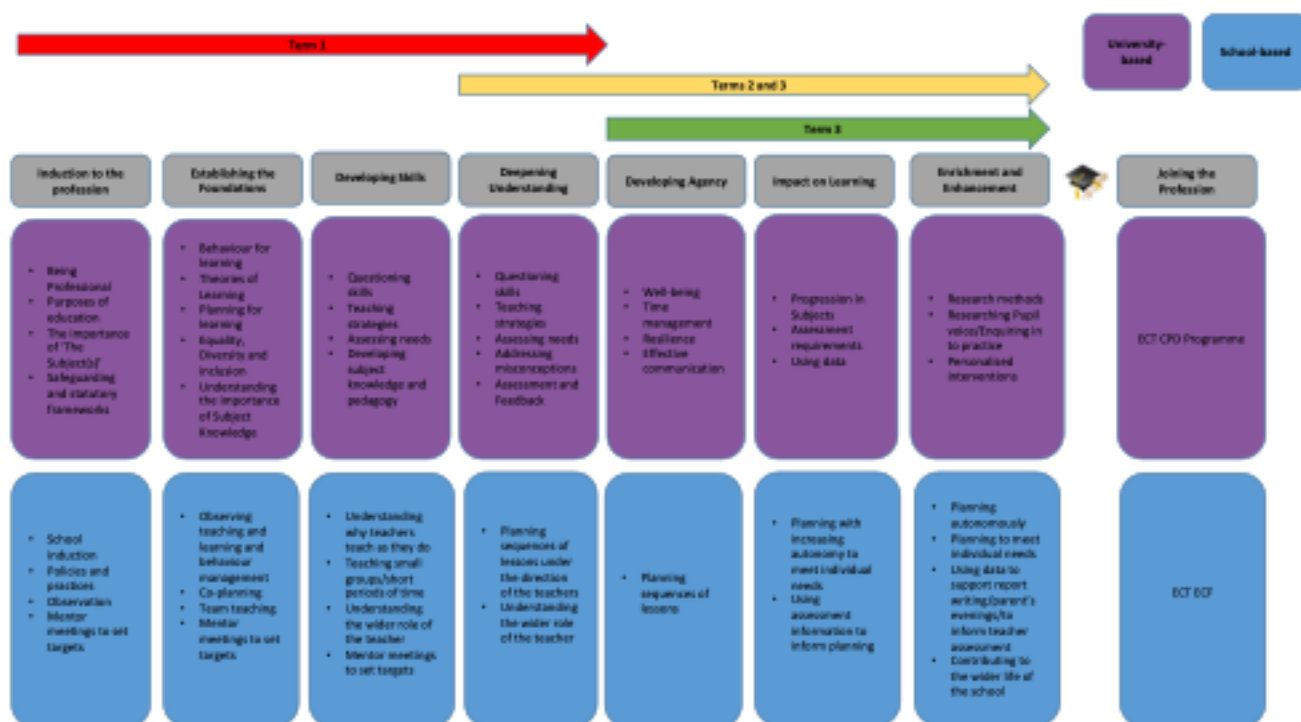 Term 1
University-
based
School-based
Terms 2 and 3
Term 3
Induction to the
profession
Establishing the
Foundations
Developing Skills
Deepening
Understanding
Developing Agency
Impact on Learning
Enrichment and
Enhancement
Joining the
Profession
• Being
Professional
• Purposes of
education
• The importance
of 'The
Subject(s)'
• Safeguarding
and statutory
frameworks
• Behaviour for
learning
• Theories of
Learning
• Planning for
learning
• Equality,
Diversity and
inclusion
• Understanding
the importance
of Subject
Knowledge
• Questioning
skills
• Teaching
strategies
• Assessing needs
• Developing
subject
knowledge and
pedagogy
• Questioning
skills
• Teaching
strategies
• Assessing needs
• Addressing
misconceptions
• Assessment and
Feedback
• Well-being
• Time
management
• Resilience
• Effective
communication
• Progression in
Subjects
• Assessment
requirements
• Using data
• Research methods
• Researching Pupil
voice/Enquiring in
to practice
• Personalised
interventions
ECT CPD Programme
• School
induction
• Policies and
practices
• Observation
• Mentor
meetings to set
targets
• Observing
teaching and
learning and
behaviour
management
• Co-planning
• Team teaching
• Mentor
meetings to set
targets
• Understanding
why teachers
teach as they do
• Teaching small
groups/short
periods of time
• Understanding
the wider role of
the teacher
• Mentor meetings
to set targets
• Planning
sequences of
lessons under
the direction of
the teachers
• Understanding
the wider role
of the teacher
• Planning
sequences of
lessons
• Planning with
increasing
autonomy to
meet individual
needs
• Using
assessment
information to
inform planning
• Planning
autonomously
• Planning to meet
individual needs
• Using data to
support report
writing/parent's
evenings/to
inform teacher
assessment
• Contributing to
the wider life of
the school
ECT ECF